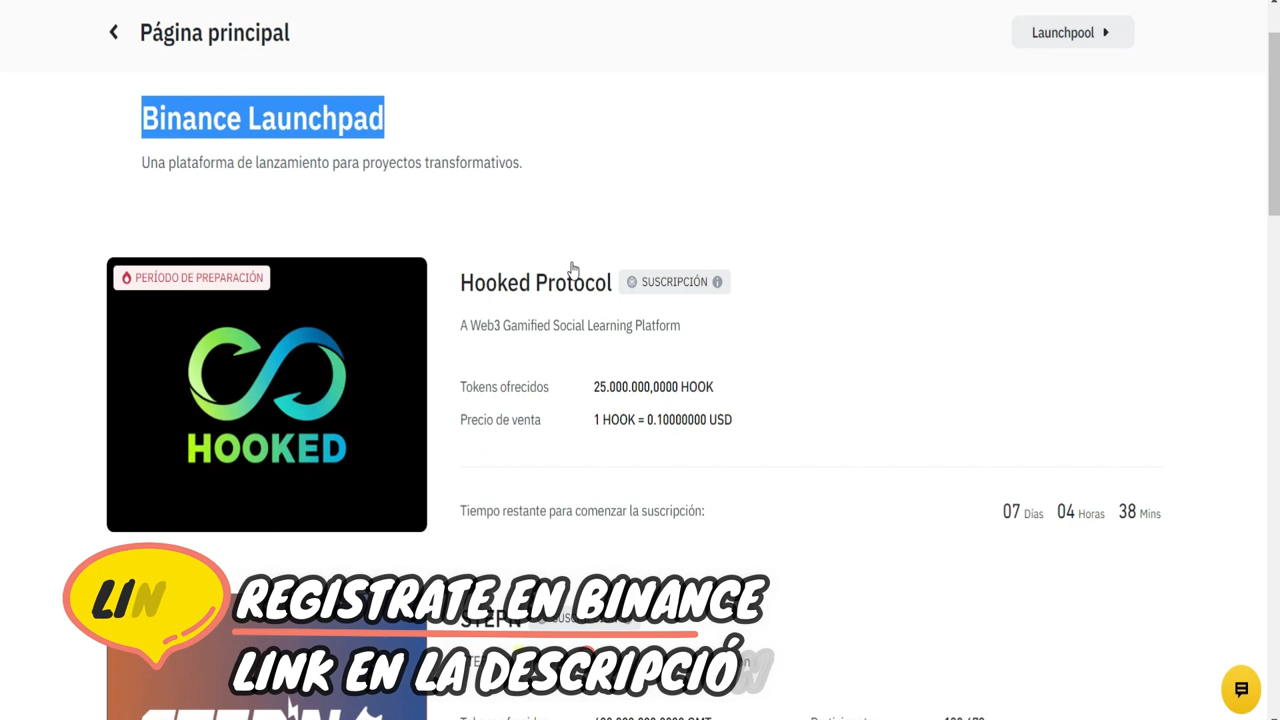 Página principal
Launchpool
Binance Launchpad
Una plataforma de lanzamiento para proyectos transformativos.
PERÍODO DE PREPARACIÓN
HOOKED
Hooked Protocol
SUSCRIPCIÓN
A Web3 Gamified Social Learning Platform
Tokens ofrecidos 25.000.000,0000 HOOK
Precio de venta 1 HOOK = 0.10000000 USD
Tiempo restante para comenzar la suscripción: 07 Días 04 Horas 38 Mins
LIN
REGISTRATE EN BINANCE
LINK EN LA DESCRIPCIÓN
STEPN